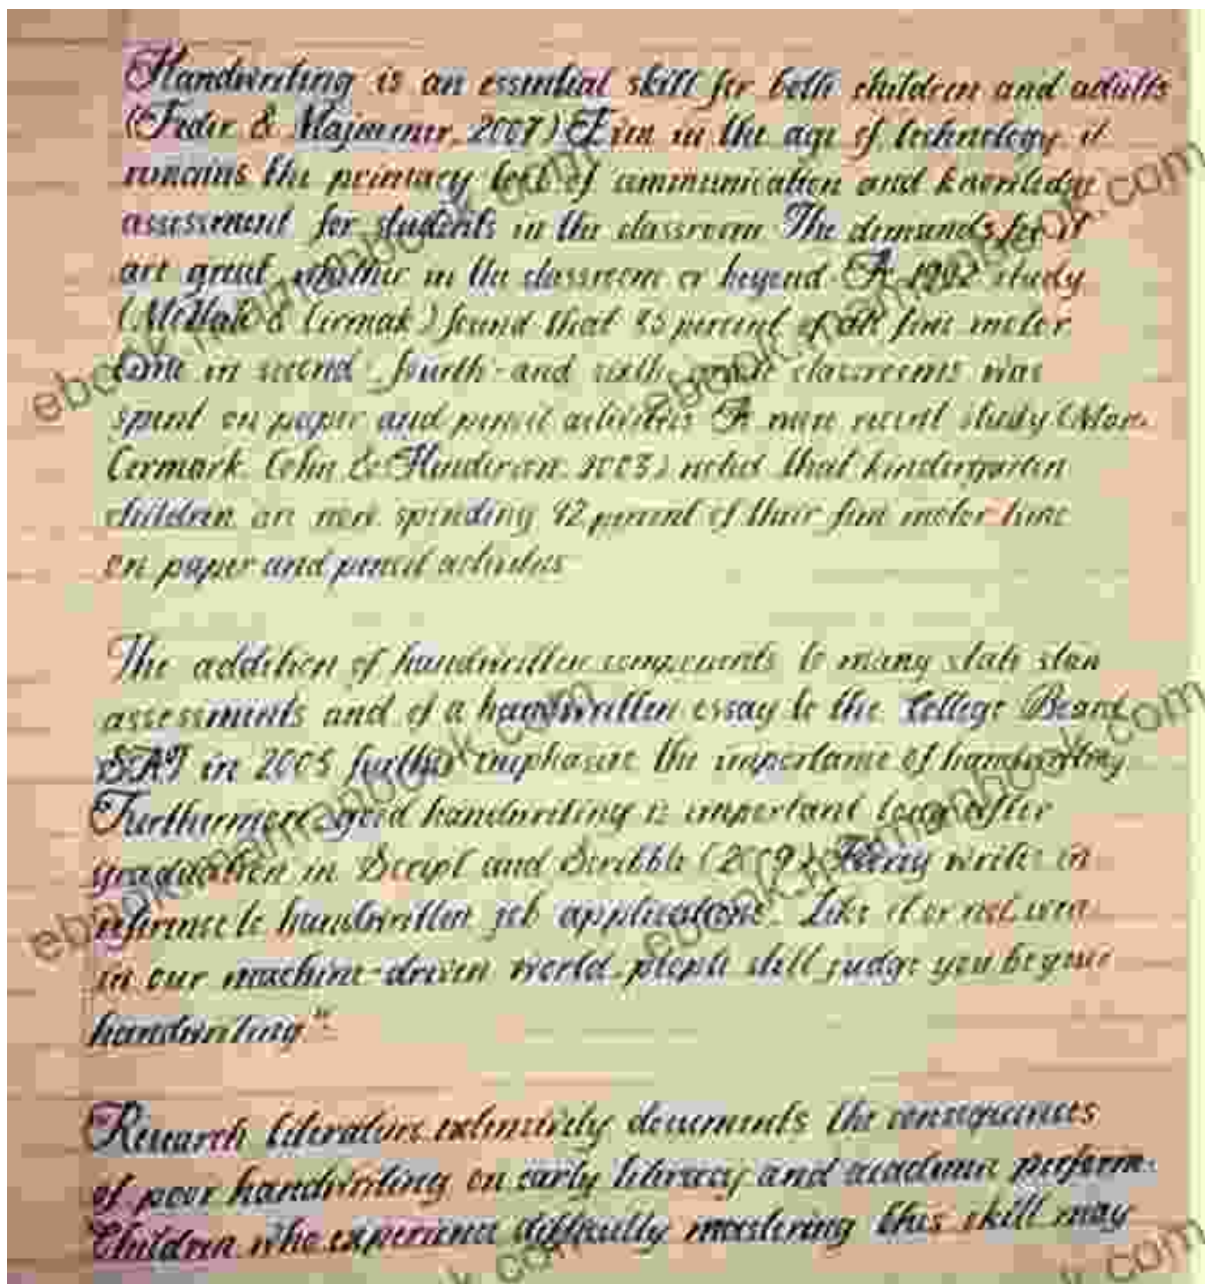 Handwriting is an essential skill for both children and adults
(Feder & Majnemer, 2007) Even in the age of technology it
remains the primary tool of communication and knowledge
assessment for students in the classroom The demands for it
are great, whether in the classroom or beyond A 1992 study
(McHale & Cermak) found that 85 percent of all fine motor
time in second- fourth- and sixth- grade classrooms was
spent on paper and pencil activities A more recent study (Marr,
Cermark, Cohn & Henderson, 2003) noted that kindergarten
children are now spending 42 percent of their fine motor time
on paper and pencil activities
The addition of handwritten components to many state stan
assessments and of a handwritten essay to the College Board
SAT in 2005 further emphasize the importance of handwriting
Furthermore, good handwriting is important long after
graduation in Script and Scribble (2009), Florey writes in
reference to handwritten job applications. Like it or not, even
in our machine-driven world, people still judge you by your
handwriting"
Research literature extensively documents the consequences
of poor handwriting on early literacy and academic perform
Children who experience difficulty mastering this skill may